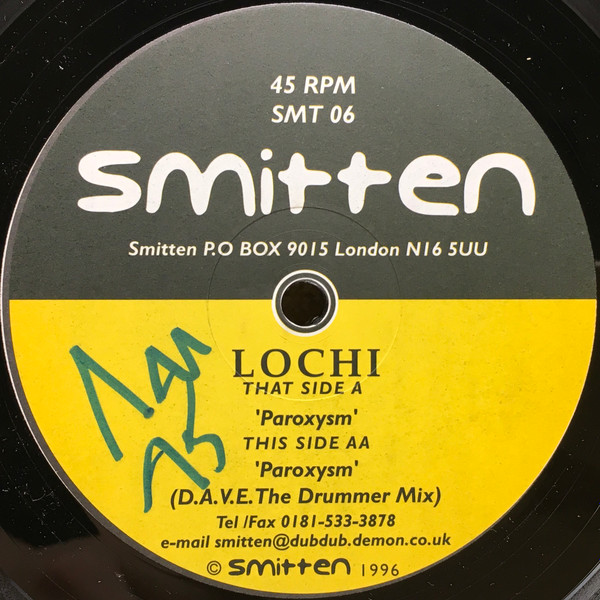 45 RPM
SMT 06
smitten
Smitten P.O BOX 9015 London N16 5UU
LOCHI
THAT SIDE A
'Paroxysm'
THIS SIDE AA
'Paroxysm'
(D.A.V.E.The Drummer Mix)
Tel /Fax 0181-533-3878
e-mail smitten@dubdub.demon.co.uk
© smitten 1996